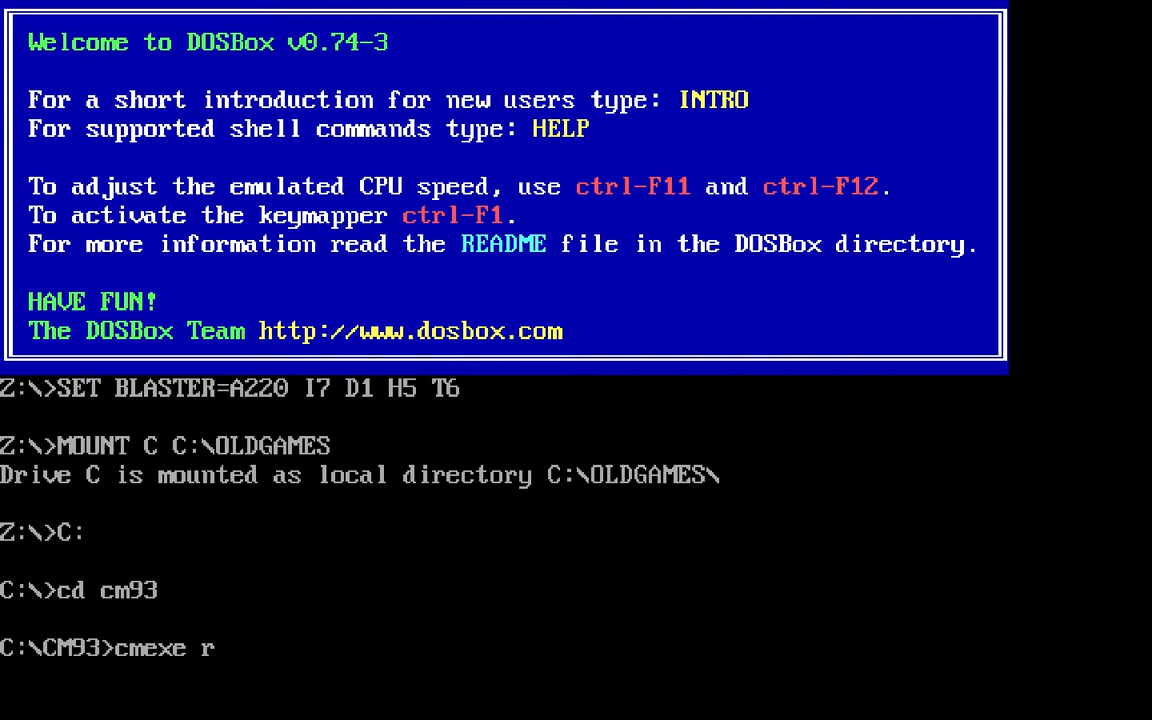 Welcome to DOSBox v0.74-3
For a short introduction for new users type: INTRO
For supported shell commands type: HELP
To adjust the emulated CPU speed, use ctrl-F11 and ctrl-F12.
To activate the keymapper ctrl-F1.
For more information read the README file in the DOSBox directory.
HAVE FUN!
The DOSBox Team http://www.dosbox.com
Z:\>SET BLASTER=A220 I7 D1 H5 T6
Z:\>MOUNT C C:\OLDGAMES
Drive C is mounted as local directory C:\OLDGAMES\
Z:\>C:
C:\>cd cm93
C:\CM93>cmexe r